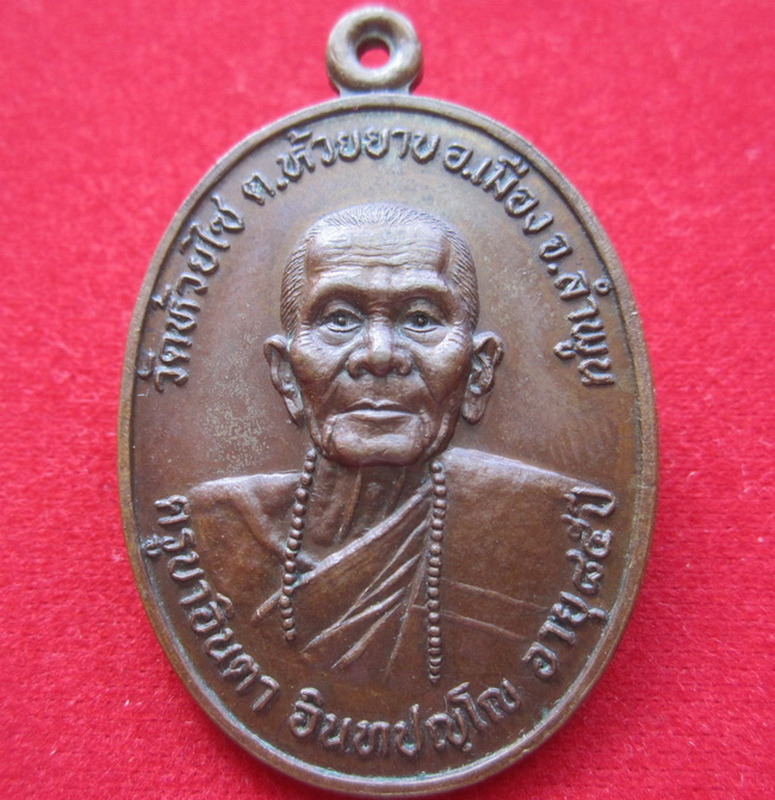 วัดห้วยไซ ต.ห้วยยาบ อ.เมือง จ.ลำพูน
ครูบาอินตา อินทปญฺโญ อายุ ๘๕ ปี